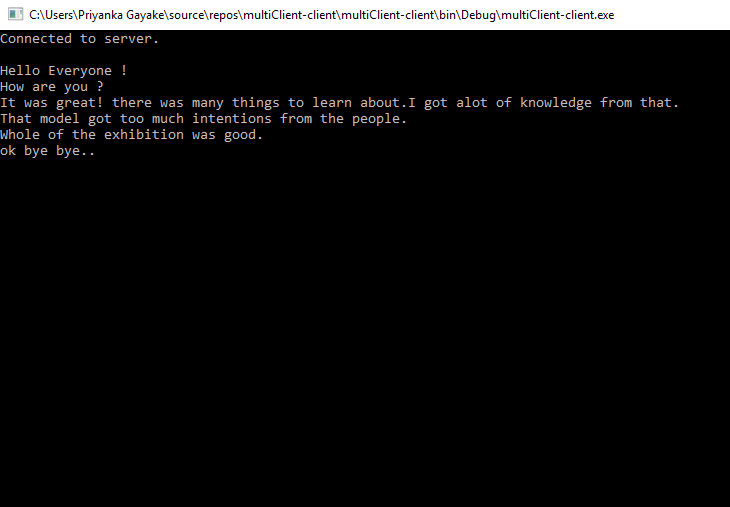 C:\Users\Priyanka Gayake\source\repos\multiClient-client\multiClient-client\bin\Debug\multiClient-client.exe
Connected to server.
Hello Everyone !
How are you ?
It was great! there was many things to learn about.I got alot of knowledge from that.
That model got too much intentions from the people.
Whole of the exhibition was good.
ok bye bye..